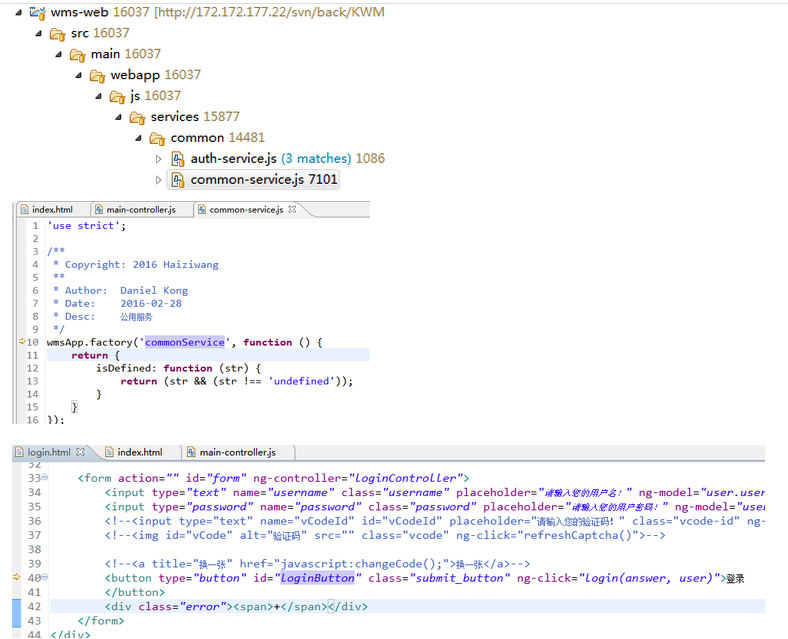 wms-web 16037 [http://172.172.177.22/svn/back/KWM
src 16037
main 16037
webapp 16037
js 16037
services 15877
common 14481
auth-service.js (3 matches) 1086
common-service.js 7101
index.html main-controller.js common-service.js
1 'use strict';
2
3 /**
4 * Copyright: 2016 Haiziwang
5 **
6 * Author: Daniel Kong
7 * Date: 2016-02-28
8 * Desc: 公用服务
9 */
10 wmsApp.factory('commonService', function () {
11 return {
12 isDefined: function (str) {
13 return (str && (str !== 'undefined'));
14 }
15 }
16 });
login.html index.html main-controller.js
32
33 <form action="" id="form" ng-controller="loginController">
34 <input type="text" name="username" class="username" placeholder="请输入您的用户名！" ng-model="user.user
35 <input type="password" name="password" class="password" placeholder="请输入您的用户密码！" ng-model="user
36 <!--<input type="text" name="vCodeId" id="vCodeId" placeholder="请输入您的验证码！" class="vcode-id" ng-
37 <!--<img id="vCode" alt="验证码" src="" class="vcode" ng-click="refreshCaptcha()">-->
38
39 <!--<a title="换一张" href="javascript:changeCode();">换一张</a>-->
40 <button type="button" id="loginButton" class="submit_button" ng-click="login(answer, user)">登录
41 </button>
42 <div class="error"><span>+</span></div>
43 </form>
44 </div>